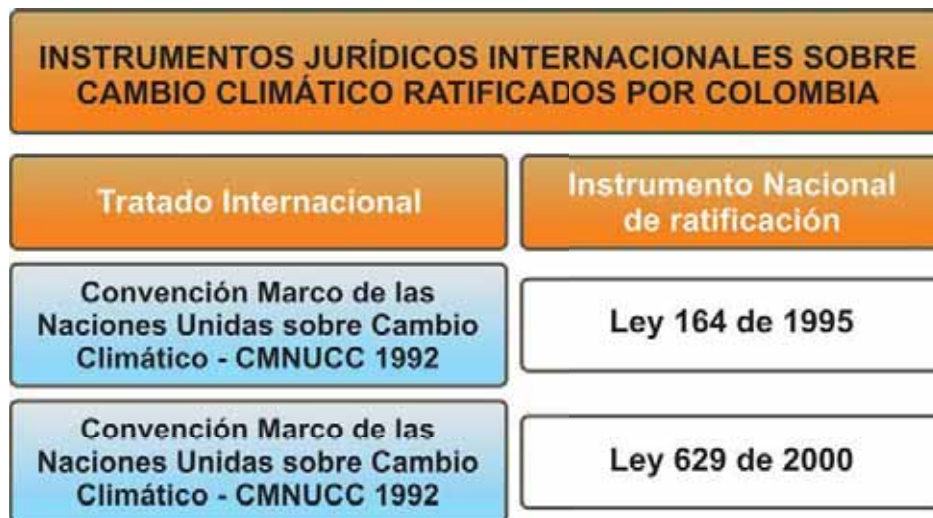 INSTRUMENTOS JURÍDICOS INTERNACIONALES SOBRE
CAMBIO CLIMÁTICO RATIFICADOS POR COLOMBIA
Tratado Internacional
Instrumento Nacional
de ratificación
Convención Marco de las
Naciones Unidas sobre Cambio
Climático - CMNUCC 1992
Ley 164 de 1995
Convención Marco de las
Naciones Unidas sobre Cambio
Climático - CMNUCC 1992
Ley 629 de 2000